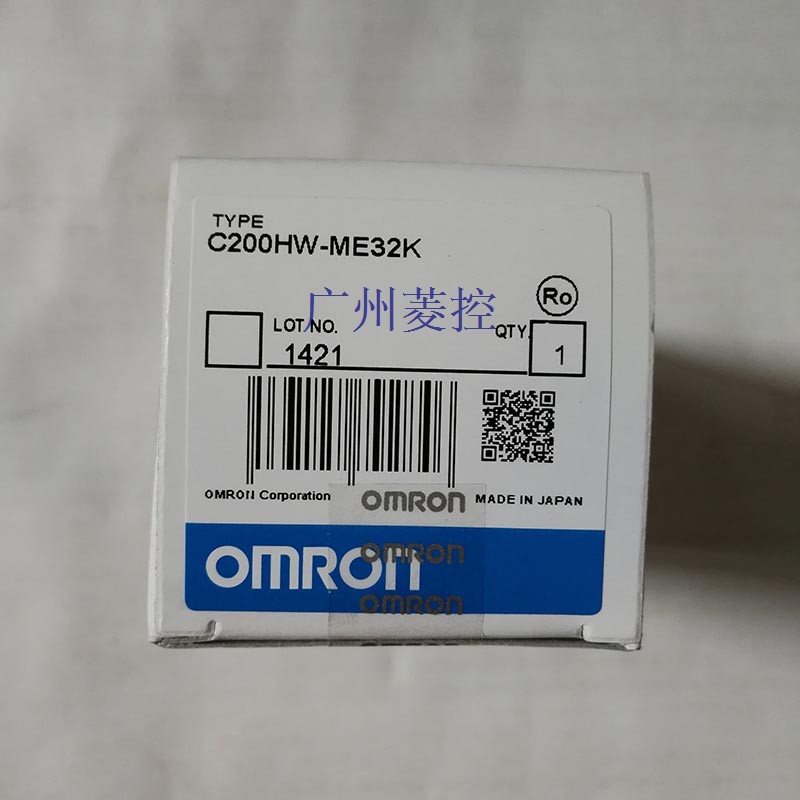 TYPE
C200HW-ME32K
Ro
广州菱控
LOT NO. QTY.
1421 1
OMRON Corporation OMRON MADE IN JAPAN
OMRON
OMRON
OMRON